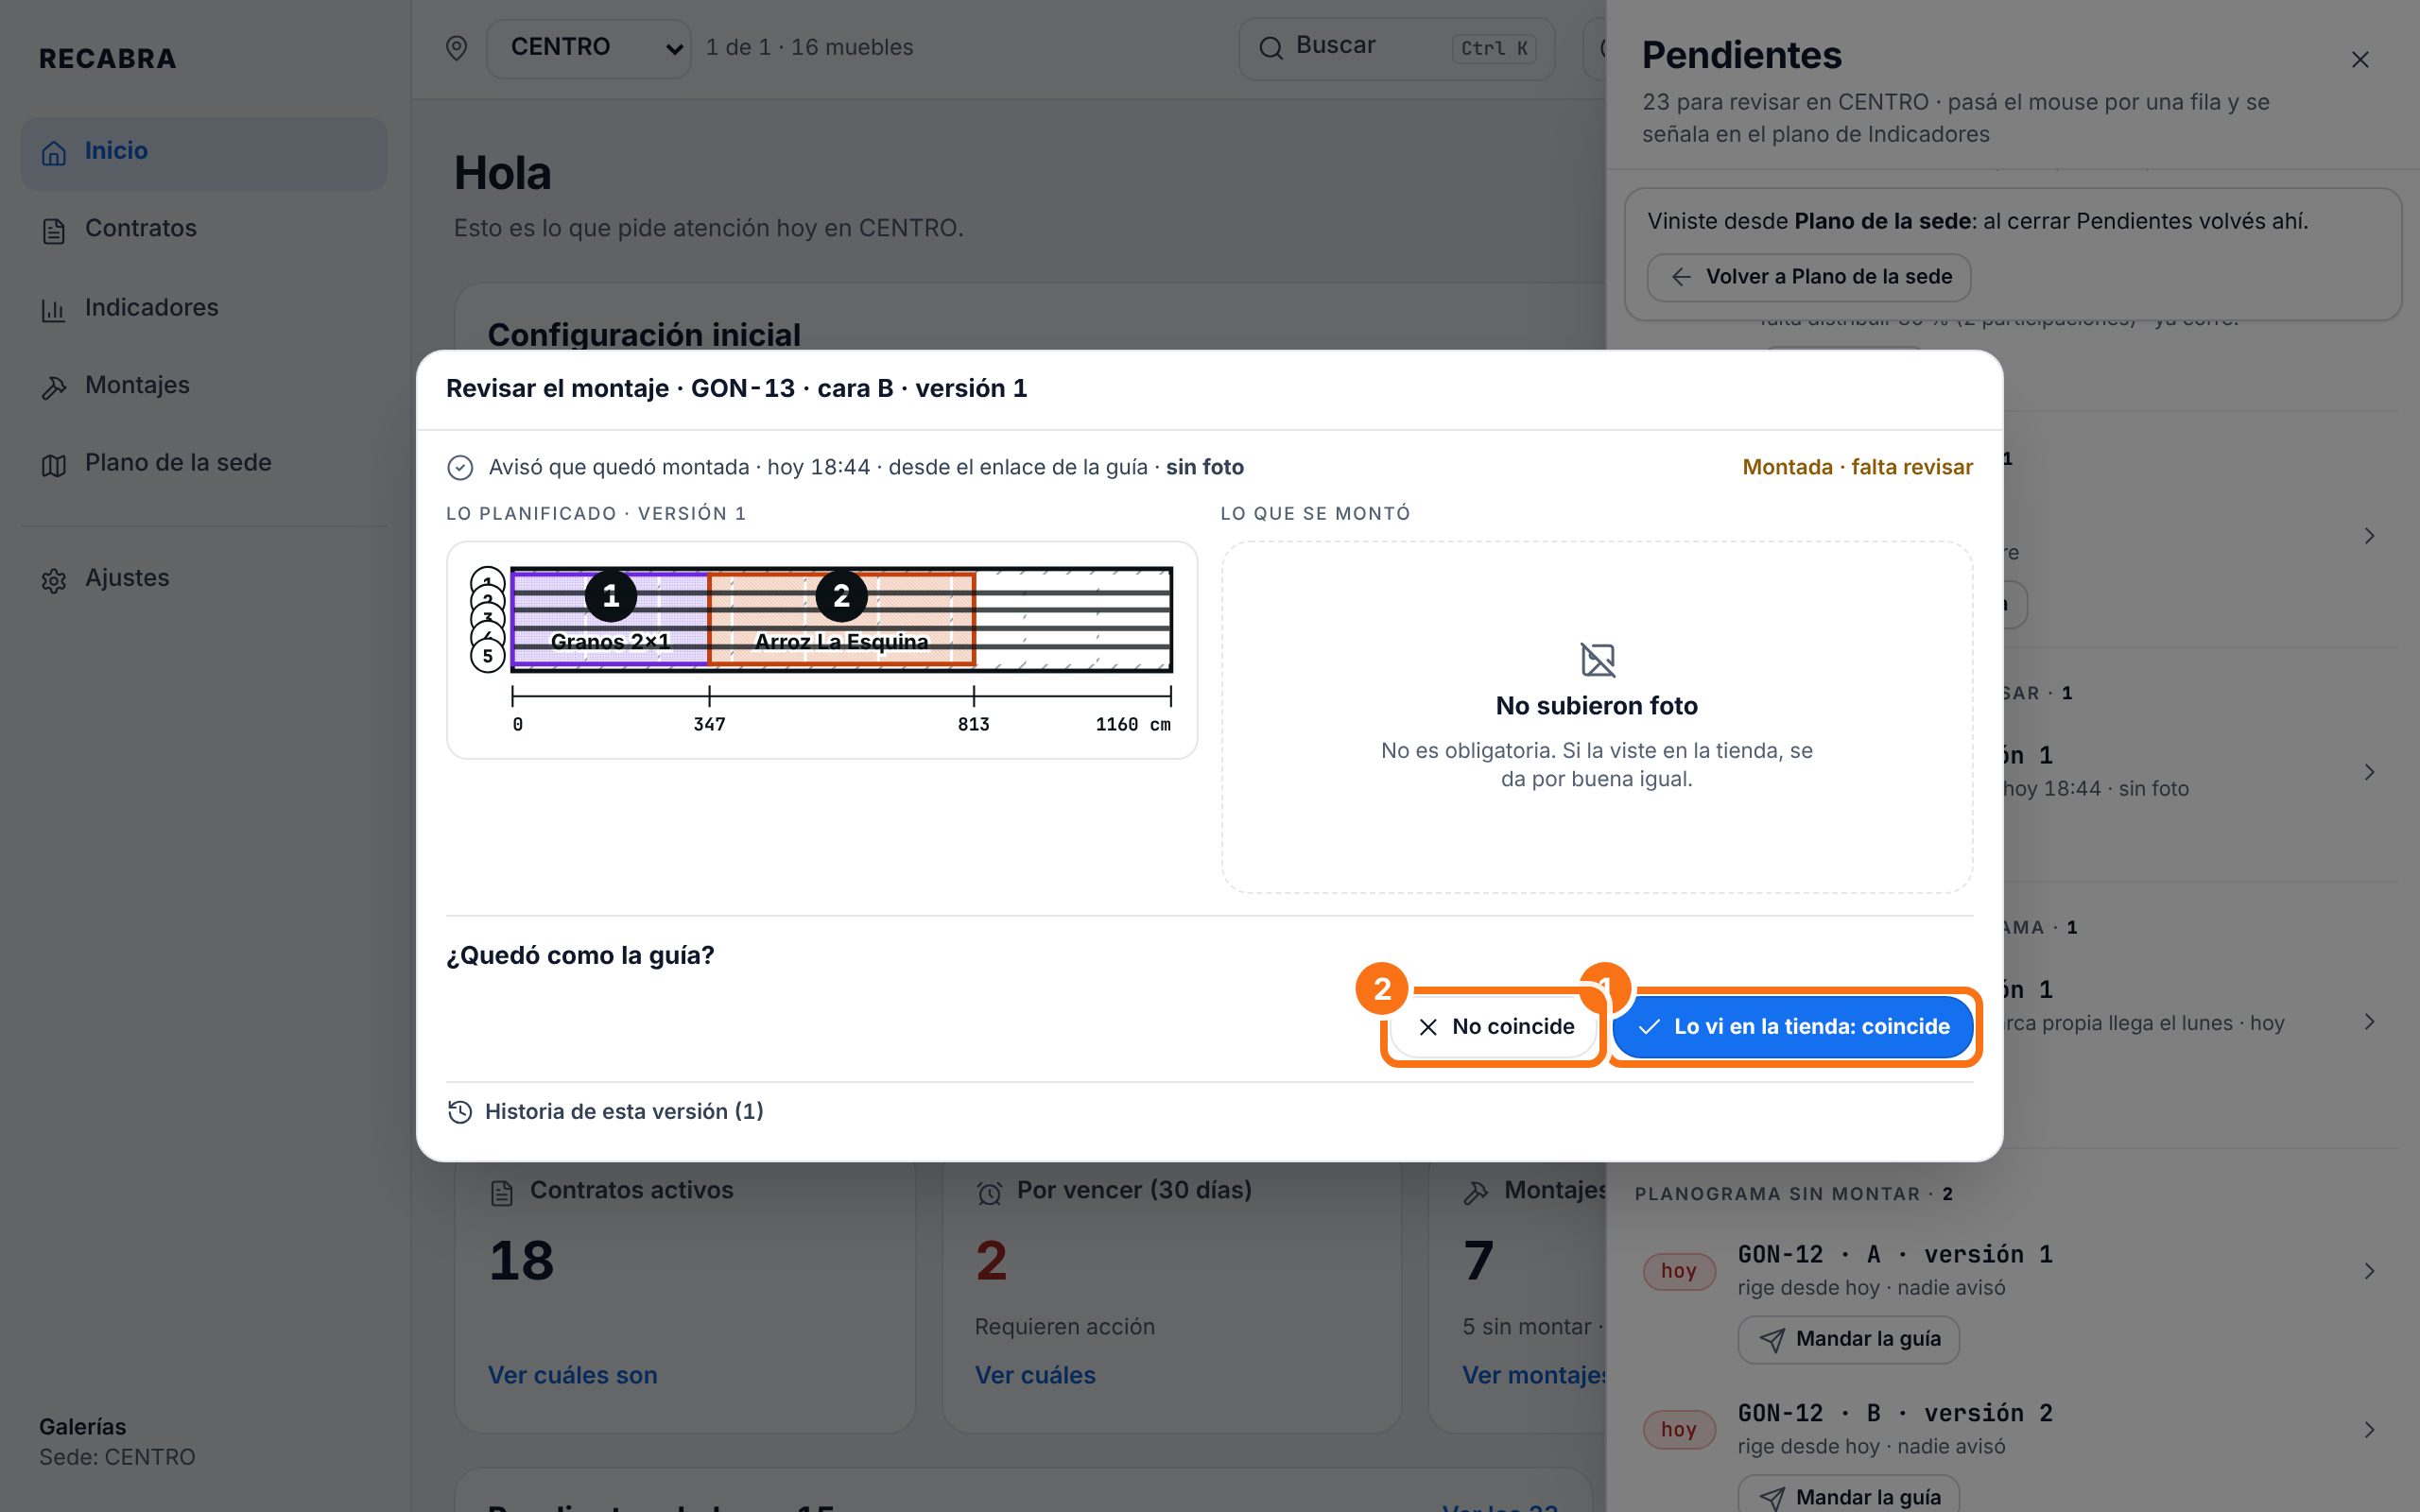 RECABRA
Inicio
Contratos
Indicadores
Montajes
Plano de la sede
Ajustes
Galerías
Sede: CENTRO
CENTRO
1 de 1 · 16 muebles
Buscar
Ctrl K
Hola
Esto es lo que pide atención hoy en CENTRO.
Configuración inicial
Pendientes
23 para revisar en CENTRO · pasá el mouse por una fila y se
señala en el plano de Indicadores
Viniste desde Plano de la sede: al cerrar Pendientes volvés ahí.
Volver a Plano de la sede
Revisar el montaje · GON-13 · cara B · versión 1
Avisó que quedó montada · hoy 18:44 · desde el enlace de la guía · sin foto
Montada · falta revisar
LO PLANIFICADO · VERSIÓN 1
5
1
Granos 2×1
2
Arroz La Esquina
0
347
813
1160 cm
LO QUE SE MONTÓ
No subieron foto
No es obligatoria. Si la viste en la tienda, se
da por buena igual.
¿Quedó como la guía?
2
No coincide
Lo vi en la tienda: coincide
Historia de esta versión (1)
· 1
1
hoy 18:44 · sin foto
· 1
1
propia llega el lunes · hoy
Contratos activos
18
Ver cuáles son
Por vencer (30 días)
2
Requieren acción
Ver cuáles
Montajes
7
5 sin montar ·
Ver montajes
PLANOGRAMA SIN MONTAR · 2
hoy
GON-12 · A · versión 1
rige desde hoy · nadie avisó
Mandar la guía
hoy
GON-12 · B · versión 2
rige desde hoy · nadie avisó
Mandar la guía